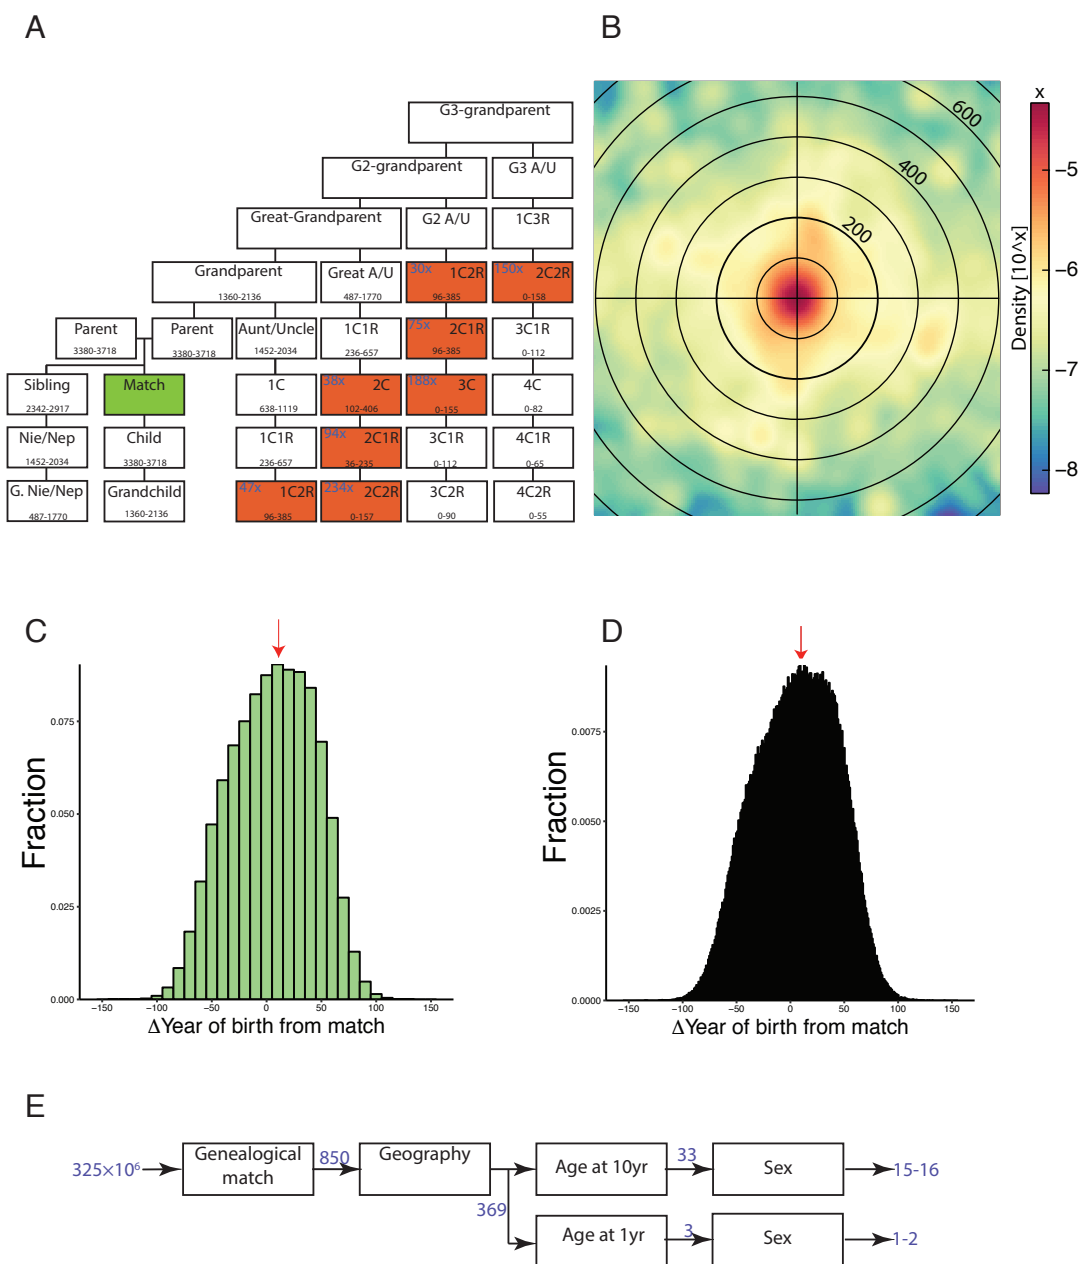 A
B
G3-grandparent
G2-grandparent
G3 A/U
Great-Grandparent
G2 A/U
1C3R
Grandparent
1360-2136
Great A/U
487-1770
30x 1C2R
96-385
150x 2C2R
0-158
Parent
3380-3718
Parent
3380-3718
Aunt/Uncle
1452-2034
1C1R
236-657
75x 2C1R
96-385
3C1R
0-112
Sibling
2342-2917
Match
1C
638-1119
38x 2C
102-406
188x 3C
0-155
4C
0-82
Nie/Nep
1452-2034
Child
3380-3718
1C1R
236-657
94x 2C1R
36-235
3C1R
0-112
4C1R
0-65
G. Nie/Nep
487-1770
Grandchild
1360-2136
47x 1C2R
96-385
234x 2C2R
0-157
3C2R
0-90
4C2R
0-55
600
400
200
x
−5
−6
−7
−8
Density [10^x]
C
Fraction
0.075
0.050
0.025
0.000
−150 −50 0 50 100 150
−100
ΔYear of birth from match
D
Fraction
0.0075
0.0050
0.0025
0.0000
−150 −100 −50 0 50 100 150
ΔYear of birth from match
E
325×10⁶
Genealogical
match
850
Geography
369
Age at 10yr
33
Sex
15-16
Age at 1yr
3
Sex
1-2